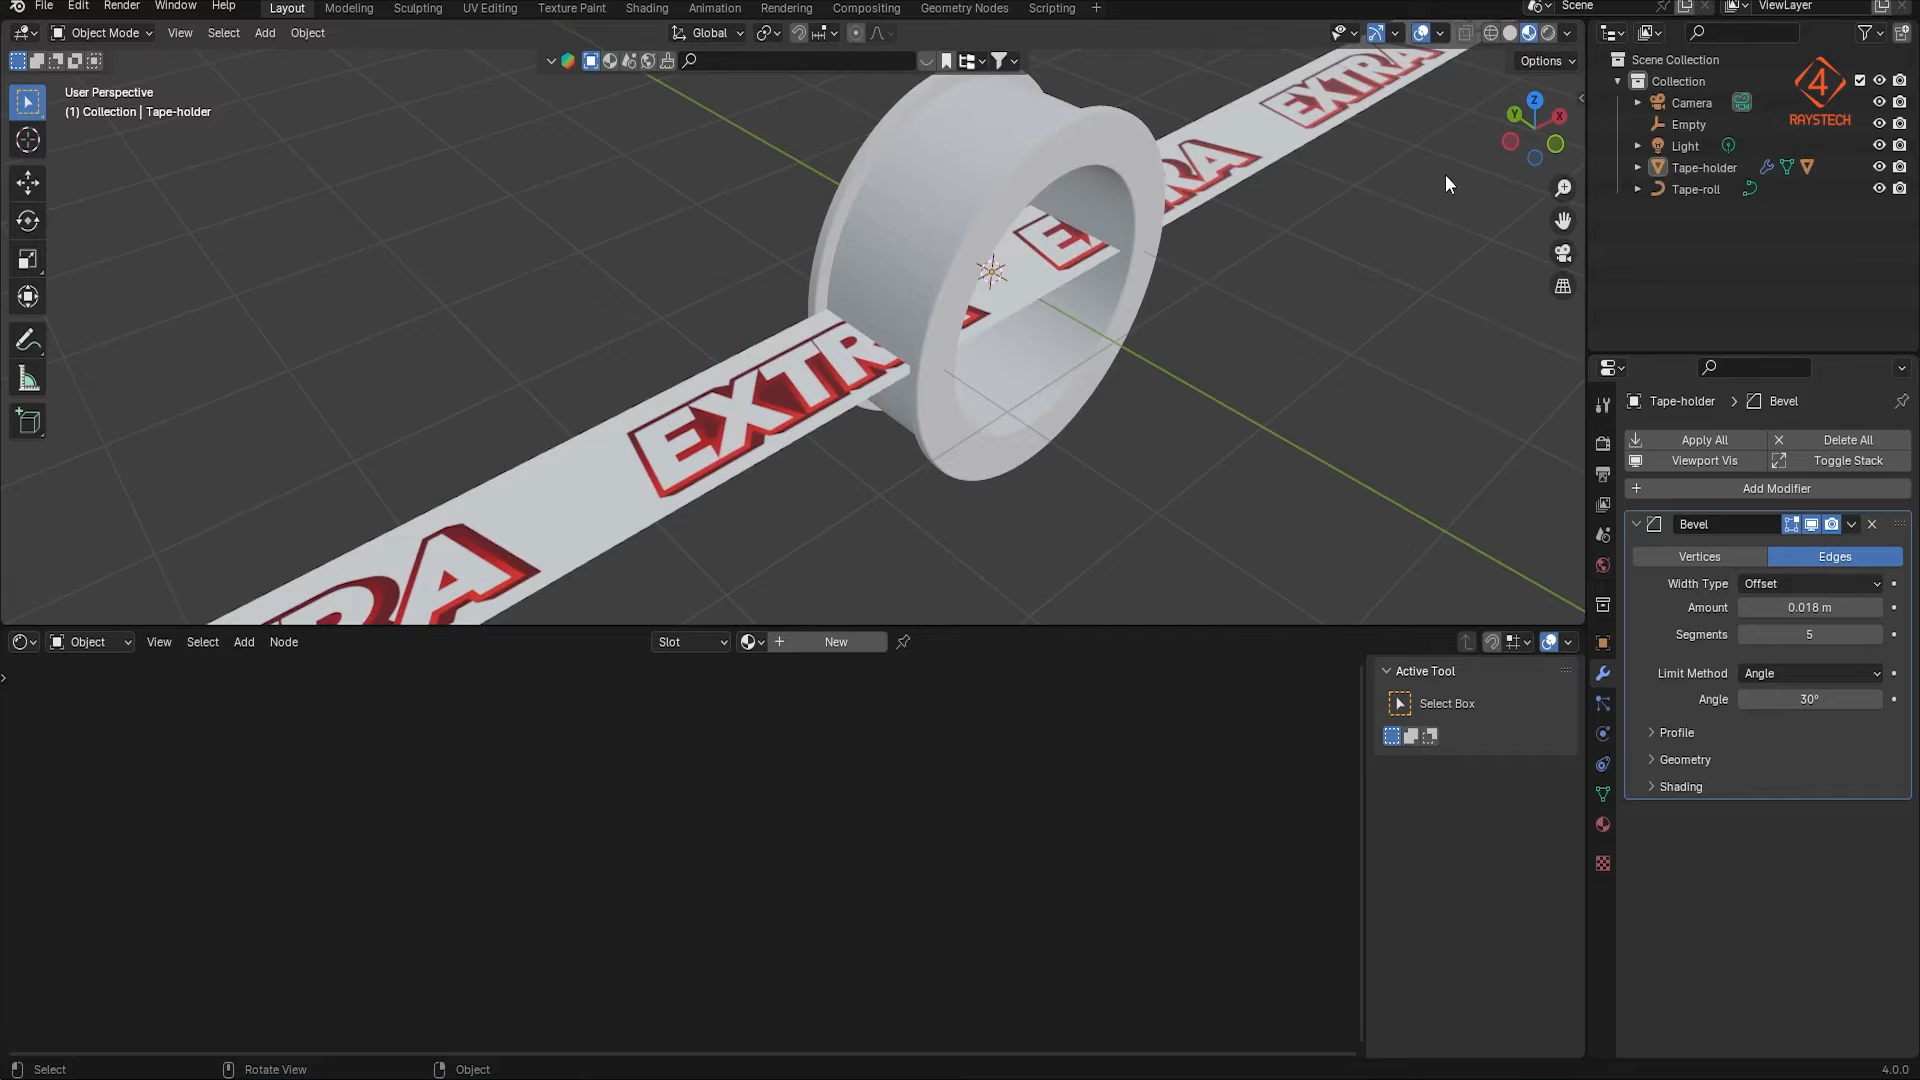 File Edit Render Window Help Layout Modeling Sculpting UV Editing Texture Paint Shading Animation Rendering Compositing Geometry Nodes Scripting + Scene ViewLayer
Object Mode View Select Add Object Global
Options
User Perspective
(1) Collection | Tape-holder
EXTRA
RA
E
EXTR
RA
Z
Y
X
Scene Collection
Collection
Camera
Empty
Light
Tape-holder
Tape-roll
4
RAYSTECH
Tape-holder > Bevel
Apply All Delete All
Viewport Vis Toggle Stack
+ Add Modifier
Bevel
Vertices Edges
Width Type Offset
Amount 0.018 m
Segments 5
Limit Method Angle
Angle 30°
Profile
Geometry
Shading
Object View Select Add Node Slot + New
Active Tool
Select Box
Select Rotate View Object 4.0.0